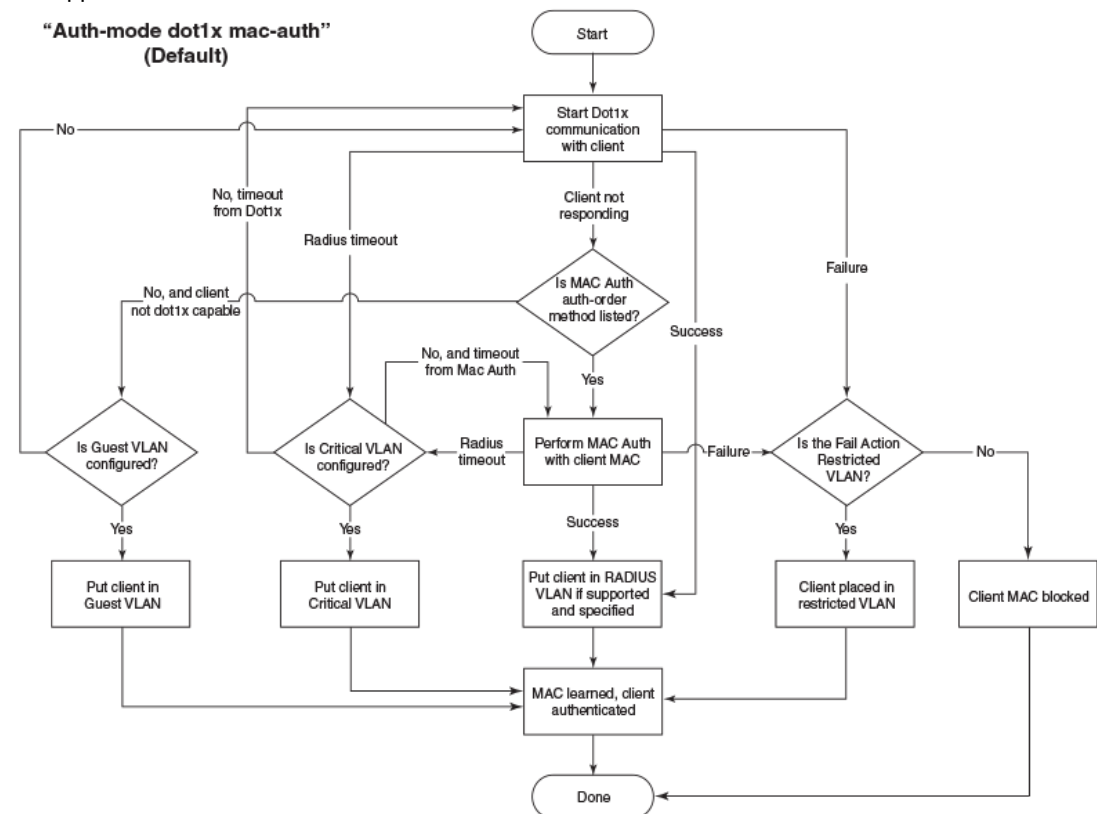 “Auth-mode dot1x mac-auth”
(Default)
Start
Start Dot1x
communication
with client
No
No, timeout
from Dot1x
Radius timeout
Client not
responding
Failure
Is MAC Auth
auth-order
method listed?
No, and client
not dot1x capable
Success
No, and timeout
from Mac Auth
Yes
Is Guest VLAN
configured?
Is Critical VLAN
configured?
Radius
timeout
Perform MAC Auth
with client MAC
Failure
Is the Fail Action
Restricted
VLAN?
No
Yes
Yes
Success
Yes
Put client in
Guest VLAN
Put client in
Critical VLAN
Put client in RADIUS
VLAN if supported
and specified
Client placed in
restricted VLAN
Client MAC blocked
MAC learned, client
authenticated
Done